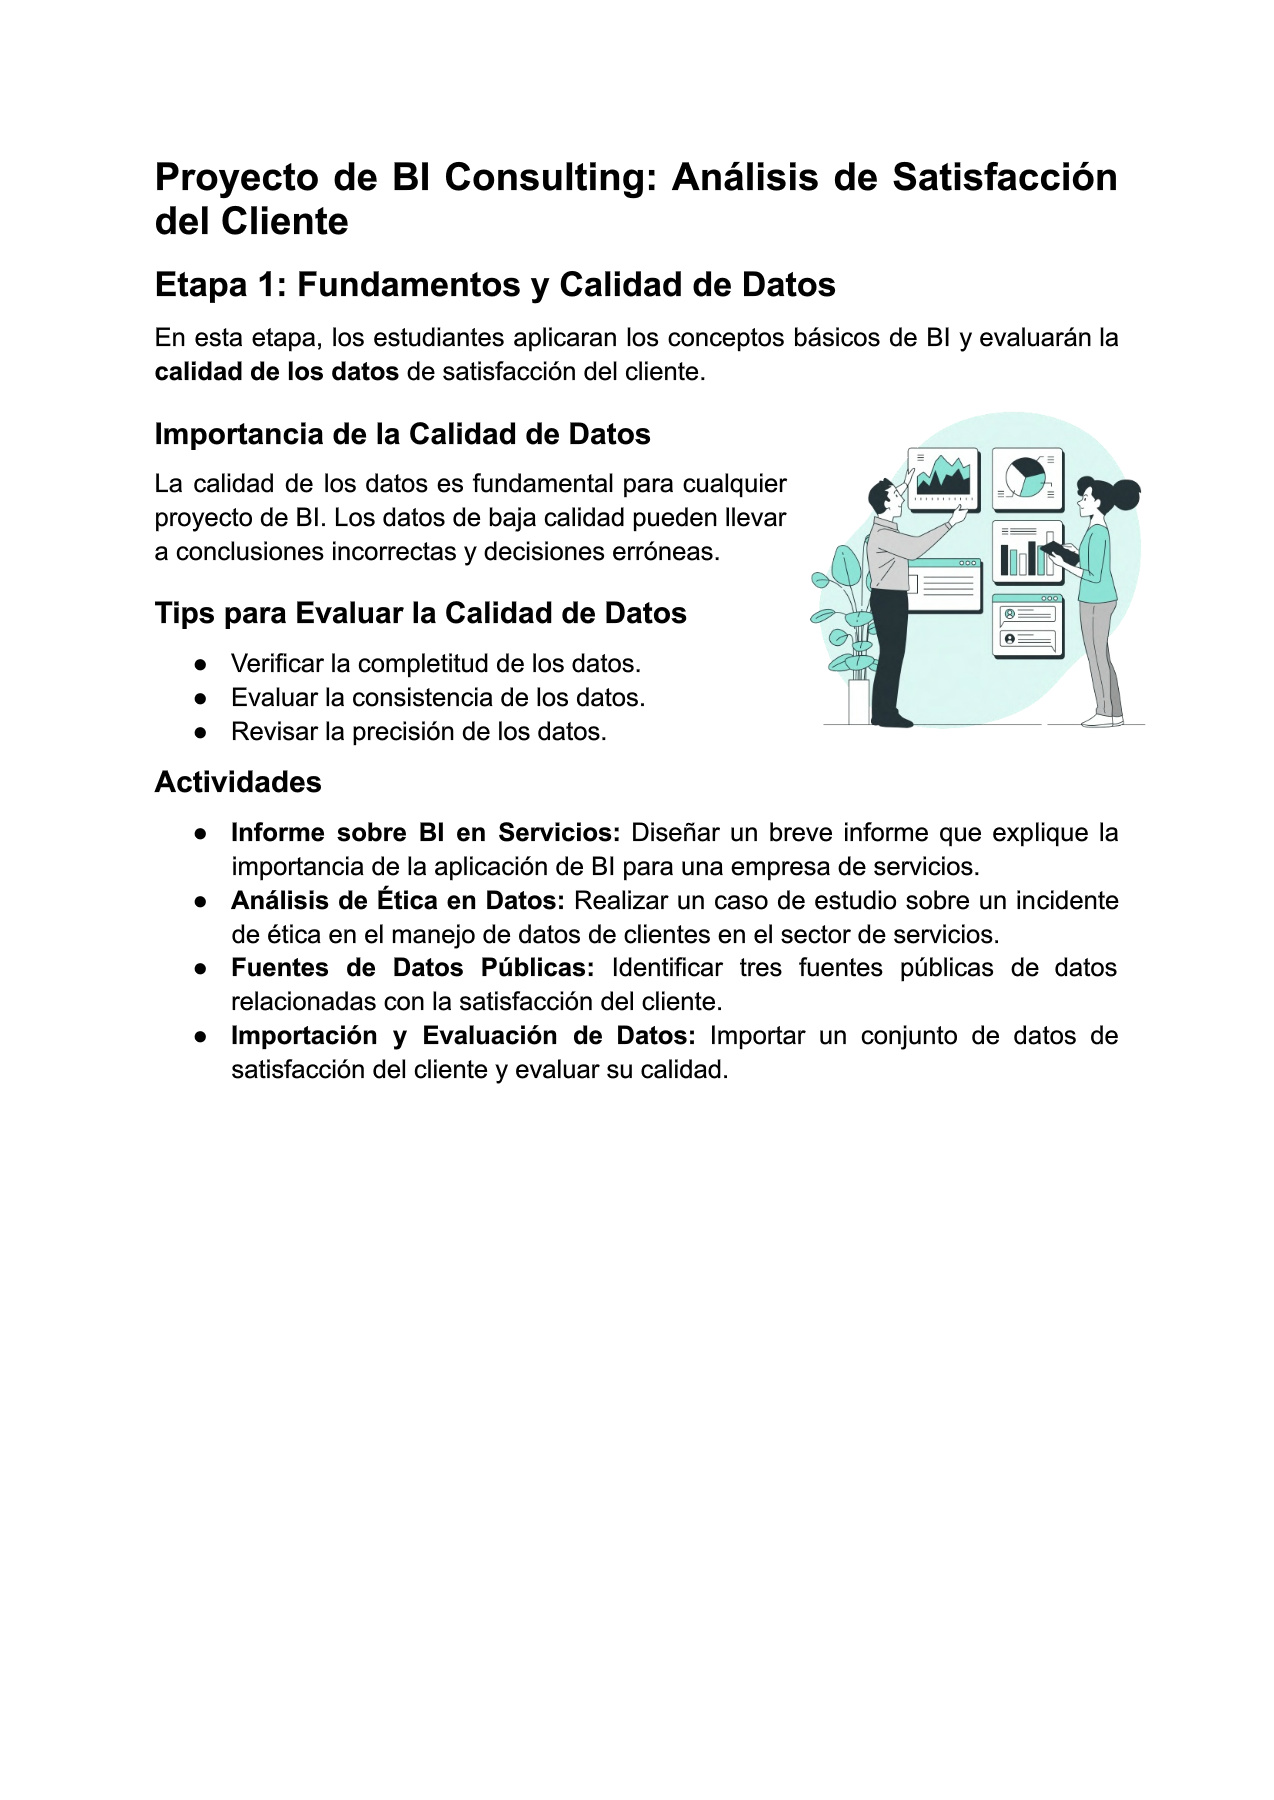 Proyecto de BI Consulting: Análisis de Satisfacción
del Cliente
Etapa 1: Fundamentos y Calidad de Datos
En esta etapa, los estudiantes aplicaran los conceptos básicos de BI y evaluarán la
calidad de los datos de satisfacción del cliente.
Importancia de la Calidad de Datos
La calidad de los datos es fundamental para cualquier
proyecto de BI. Los datos de baja calidad pueden llevar
a conclusiones incorrectas y decisiones erróneas.
Tips para Evaluar la Calidad de Datos
● Verificar la completitud de los datos.
● Evaluar la consistencia de los datos.
● Revisar la precisión de los datos.
Actividades
● Informe sobre BI en Servicios: Diseñar un breve informe que explique la
importancia de la aplicación de BI para una empresa de servicios.
● Análisis de Ética en Datos: Realizar un caso de estudio sobre un incidente
de ética en el manejo de datos de clientes en el sector de servicios.
● Fuentes de Datos Públicas: Identificar tres fuentes públicas de datos
relacionadas con la satisfacción del cliente.
● Importación y Evaluación de Datos: Importar un conjunto de datos de
satisfacción del cliente y evaluar su calidad.